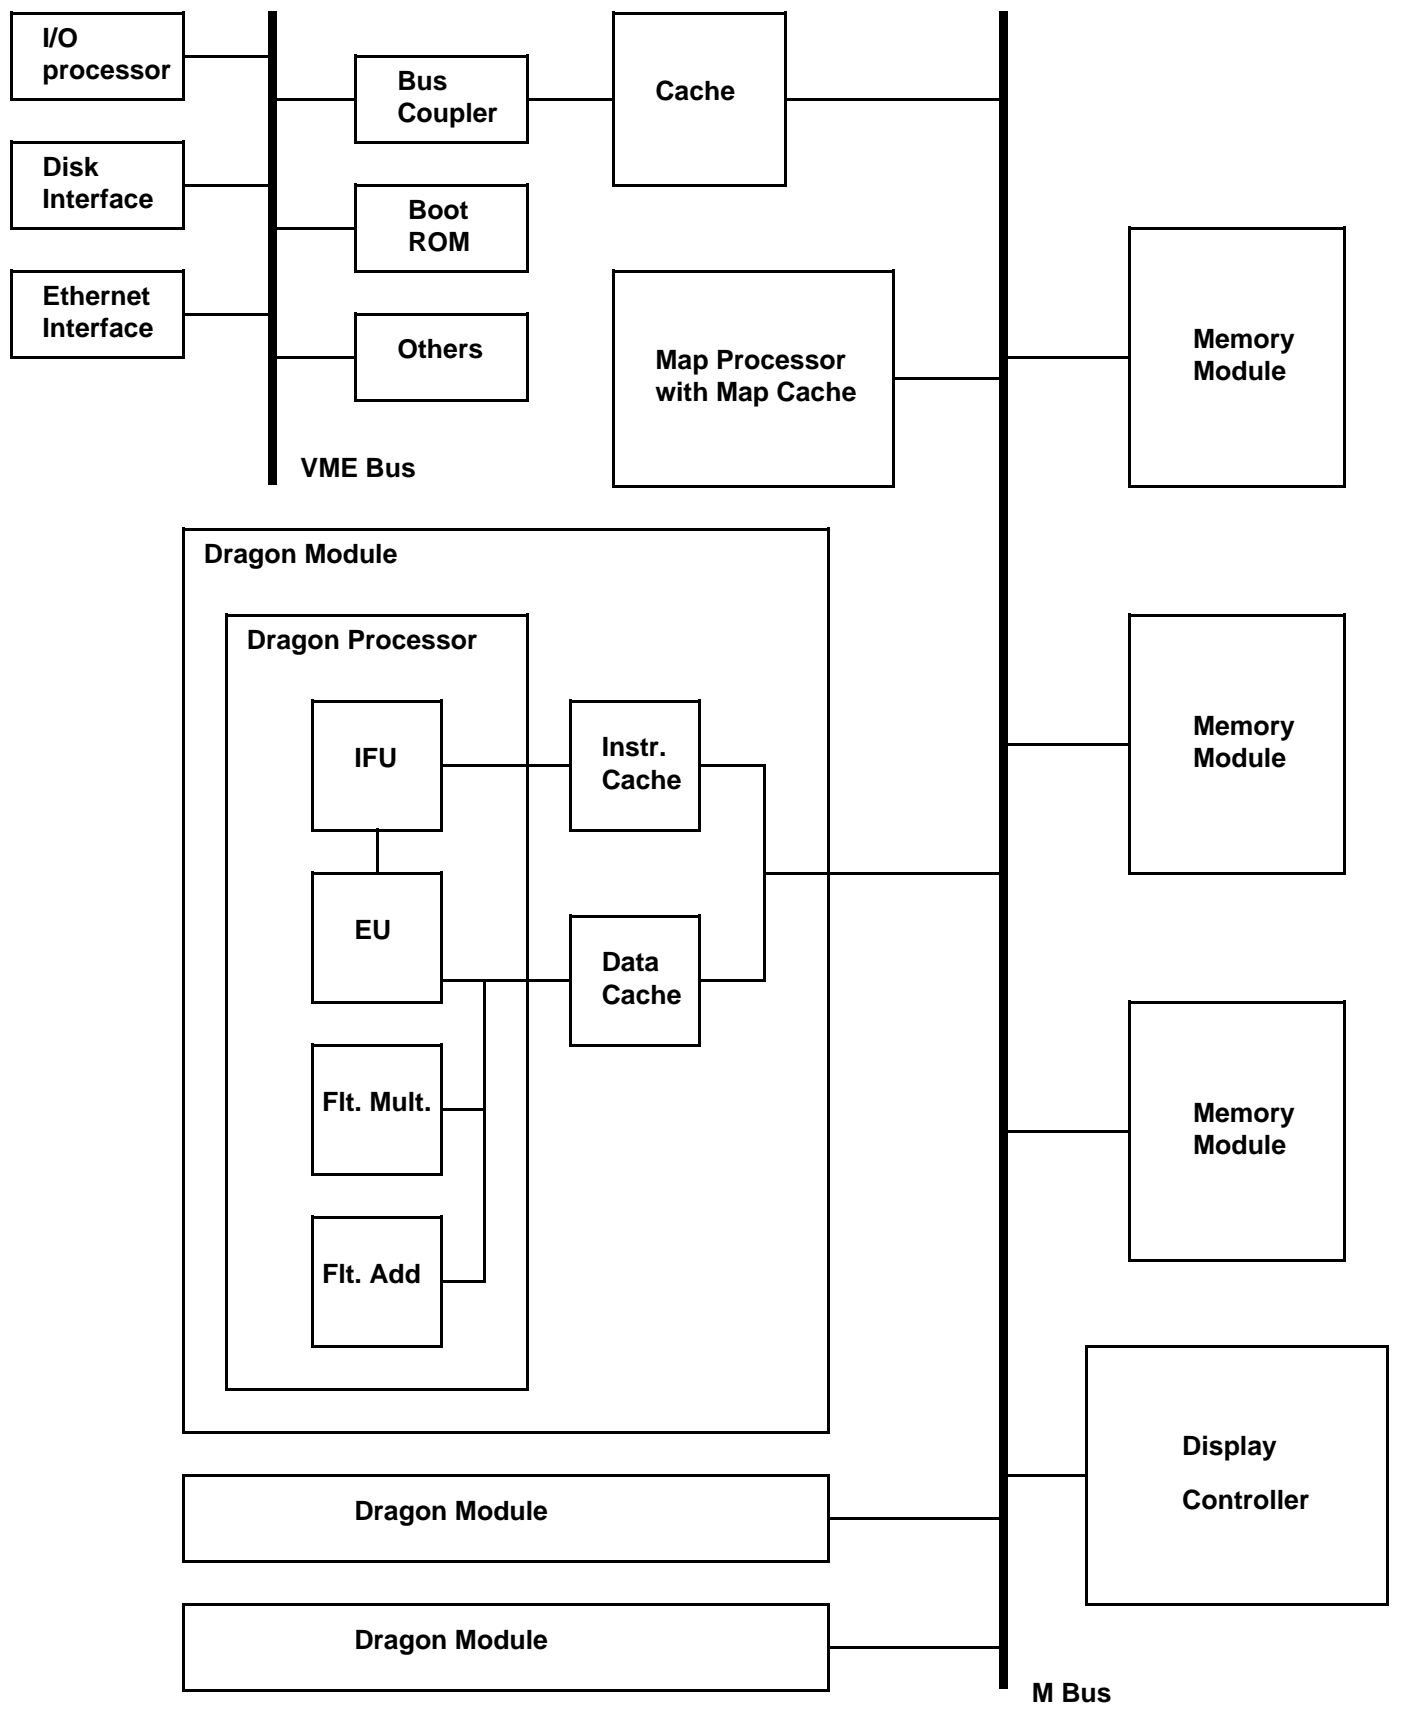 I/O
processor
Bus
Coupler
Cache
Disk
Interface
Boot
ROM
Ethernet
Interface
Others
Map Processor
with Map Cache
Memory
Module
VME Bus
Dragon Module
Dragon Processor
IFU
Instr.
Cache
Memory
Module
EU
Data
Cache
Flt. Mult.
Memory
Module
Flt. Add
Display
Controller
Dragon Module
Dragon Module
M Bus